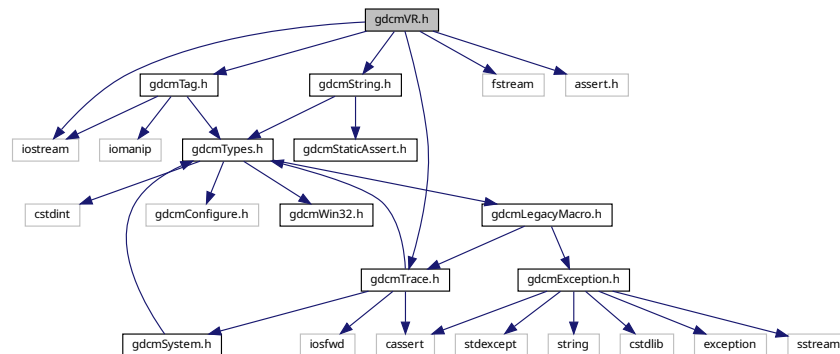 gdcmVR.h
gdcmTag.h
gdcmString.h
fstream
assert.h
iostream
iomanip
gdcmTypes.h
gdcmStaticAssert.h
cstdint
gdcmConfigure.h
gdcmWin32.h
gdcmLegacyMacro.h
gdcmTrace.h
gdcmException.h
gdcmSystem.h
iosfwd
cassert
stdexcept
string
cstdlib
exception
sstream